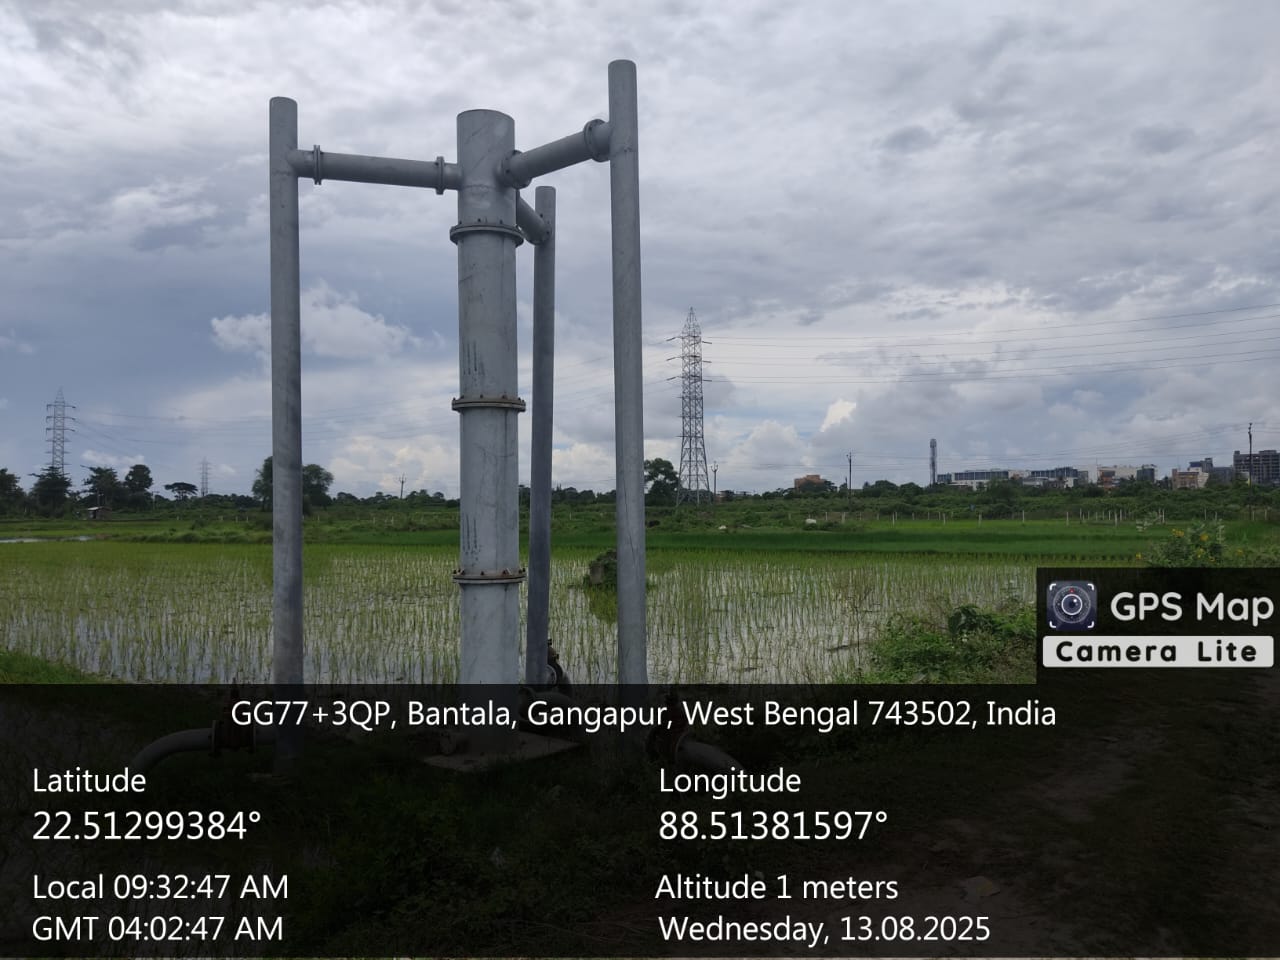 GPS Map
Camera Lite
GG77+3QP, Bantala, Gangapur, West Bengal 743502, India
Latitude
22.51299384°
Longitude
88.51381597°
Local 09:32:47 AM
GMT 04:02:47 AM
Altitude 1 meters
Wednesday, 13.08.2025